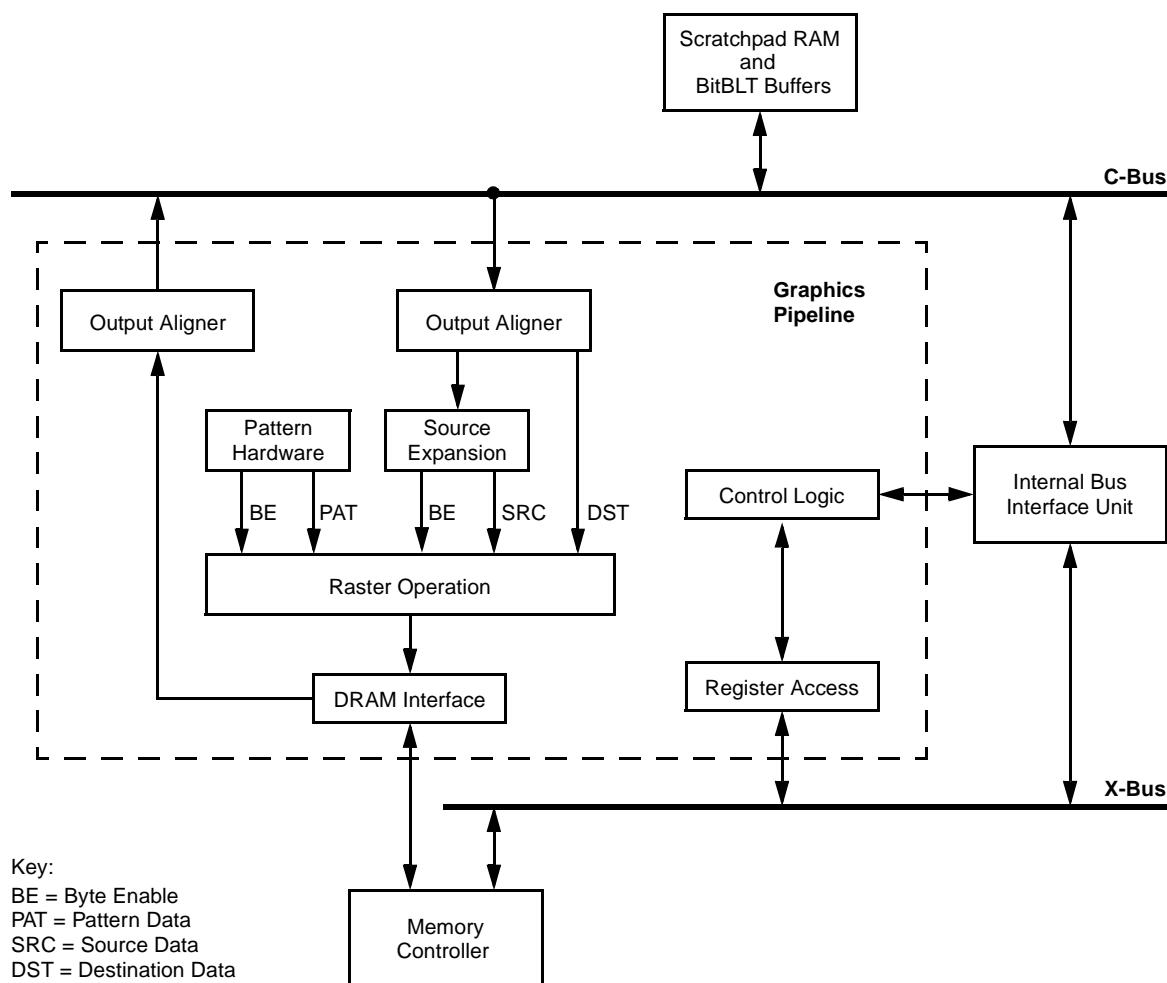 Scratchpad RAM
and
BitBLT Buffers
C-Bus
Graphics
Pipeline
Output Aligner
Output Aligner
Pattern
Hardware
Source
Expansion
Control Logic
Internal Bus
Interface Unit
BE
PAT
BE
SRC
DST
Raster Operation
DRAM Interface
Register Access
X-Bus
Key:
BE = Byte Enable
PAT = Pattern Data
SRC = Source Data
DST = Destination Data
Memory
Controller